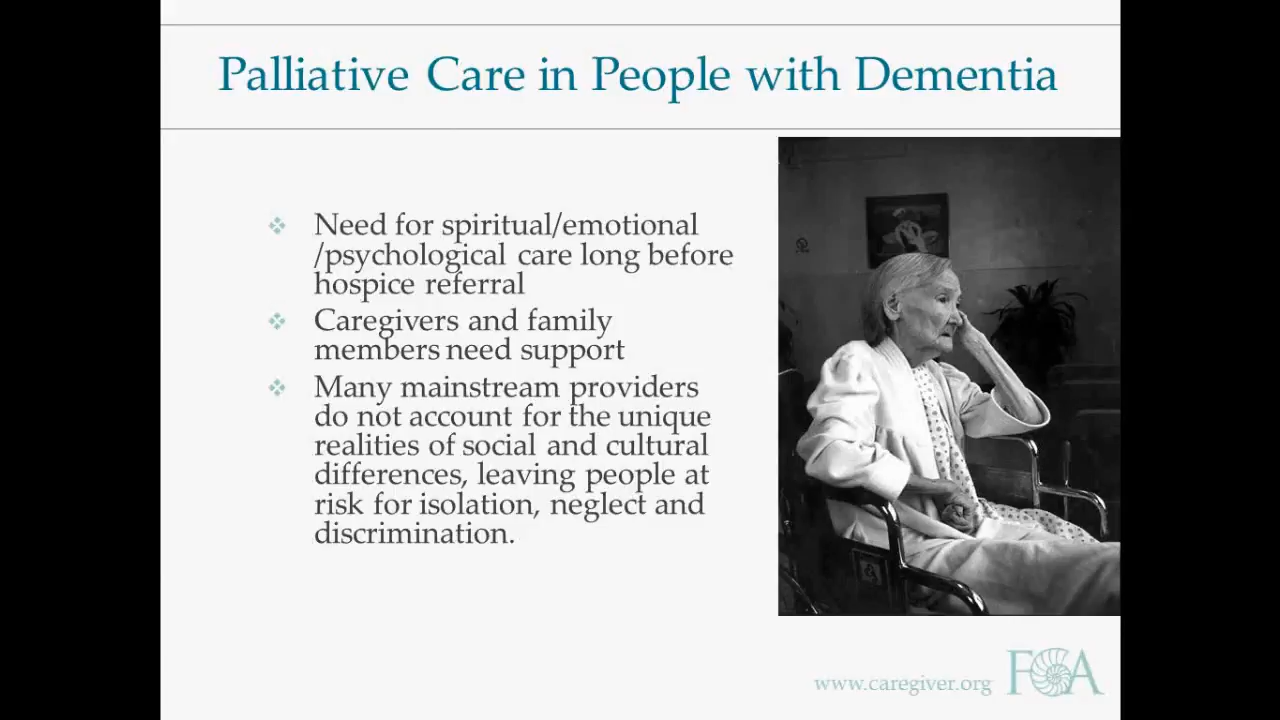 Palliative Care in People with Dementia
Need for spiritual/emotional
/psychological care long before
hospice referral
Caregivers and family
members need support
Many mainstream providers
do not account for the unique
realities of social and cultural
differences, leaving people at
risk for isolation, neglect and
discrimination.
www.caregiver.org FCA